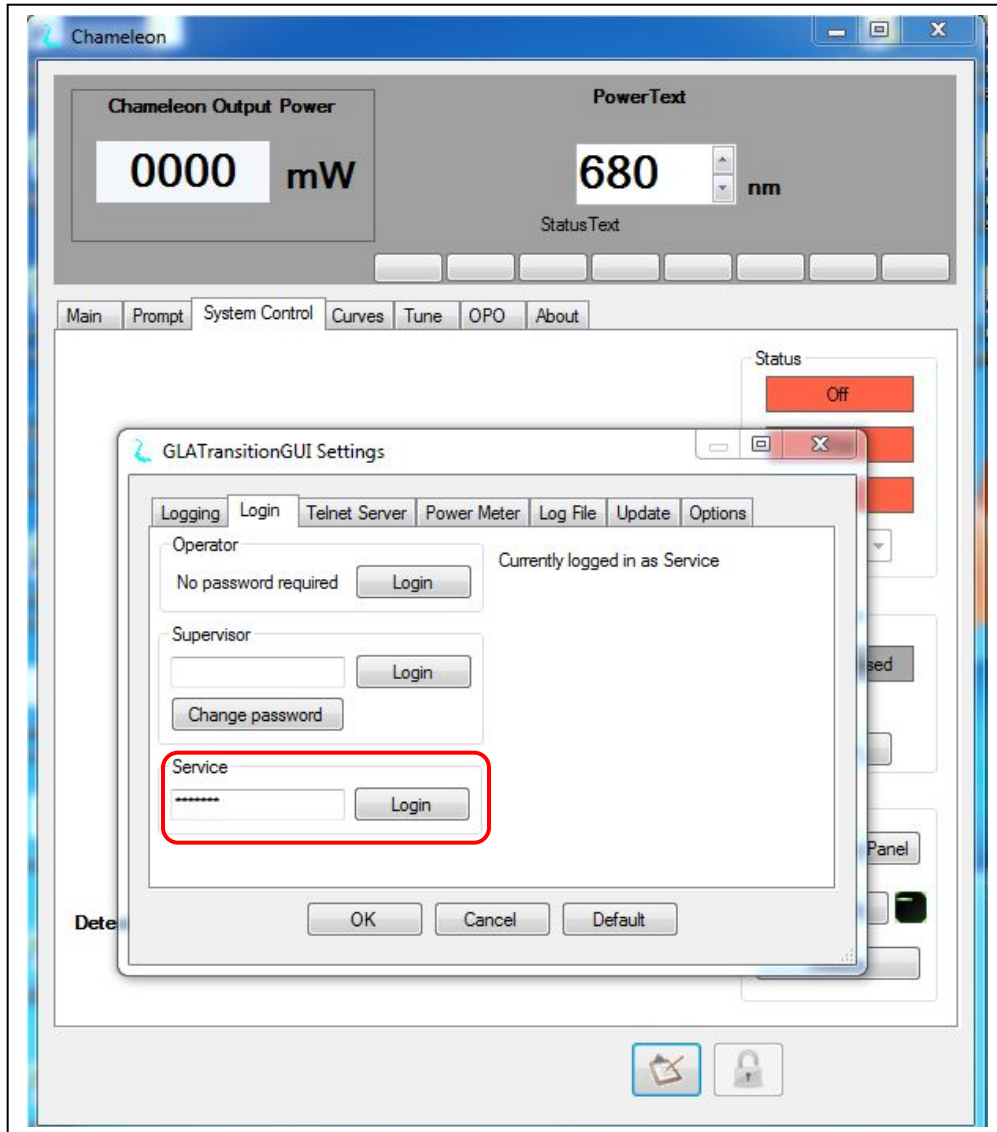 Chameleon
Chameleon Output Power
PowerText
0000 mW
680 nm
StatusText
Main Prompt System Control Curves Tune OPO About
Status
Off
GLATransitionGUI Settings
Logging Login Telnet Server Power Meter Log File Update Options
Operator
No password required Login
Currently logged in as Service
Supervisor
Login
Change password
Service
******* Login
Panel
OK Cancel Default